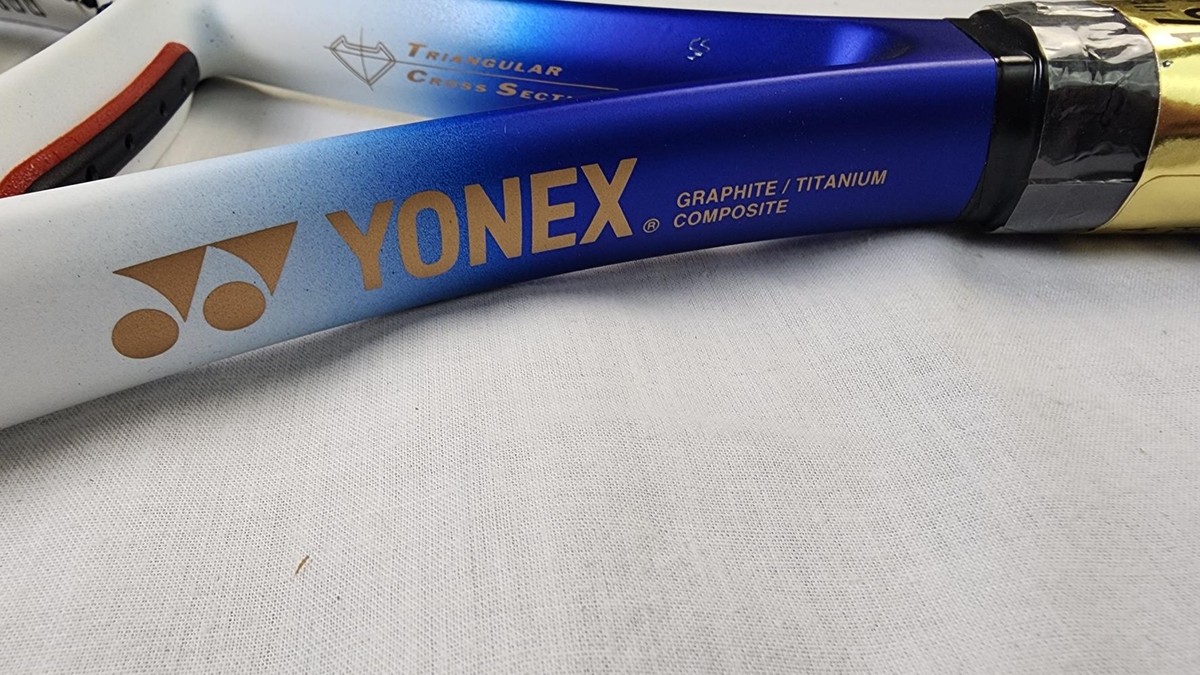 TRIANGULAR
CROSS SECTI
YONEX®
GRAPHITE / TITANIUM
COMPOSITE